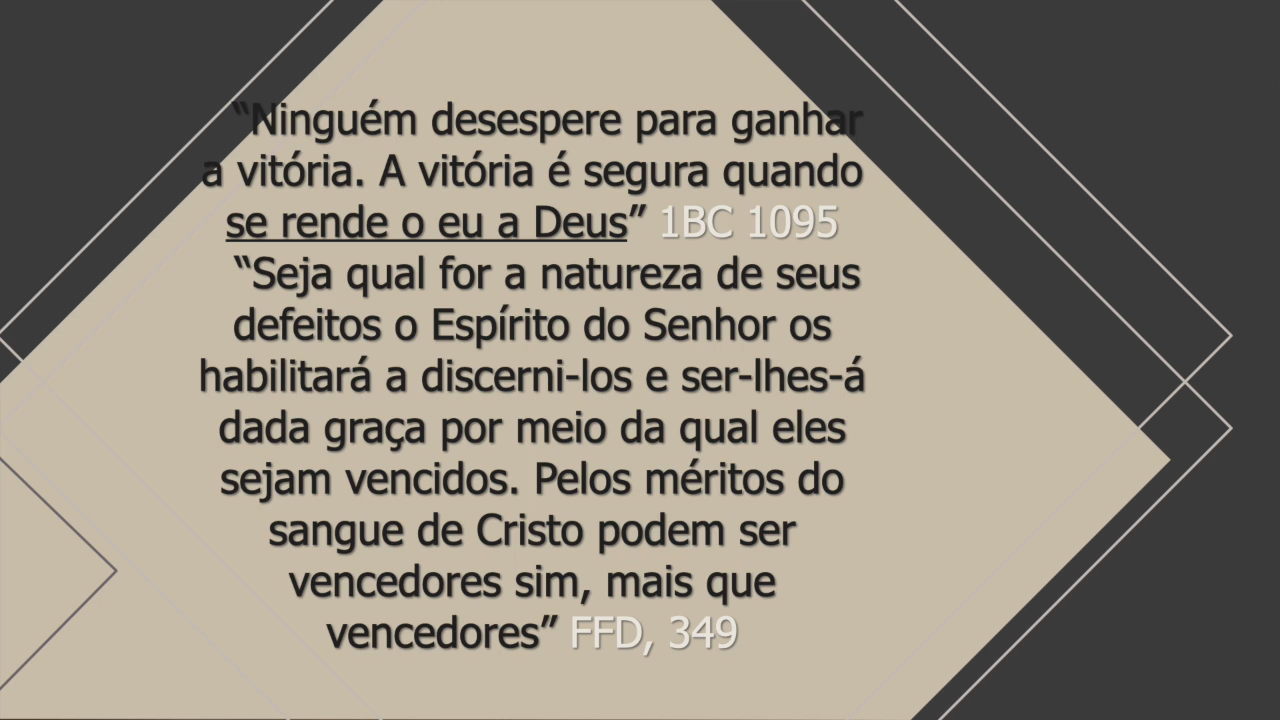 “Ninguém desespere para ganhar
a vitória. A vitória é segura quando
se rende o eu a Deus” 1BC 1095
“Seja qual for a natureza de seus
defeitos o Espírito do Senhor os
habilitará a discerni-los e ser-lhes-á
dada graça por meio da qual eles
sejam vencidos. Pelos méritos do
sangue de Cristo podem ser
vencedores sim, mais que
vencedores” FFD, 349